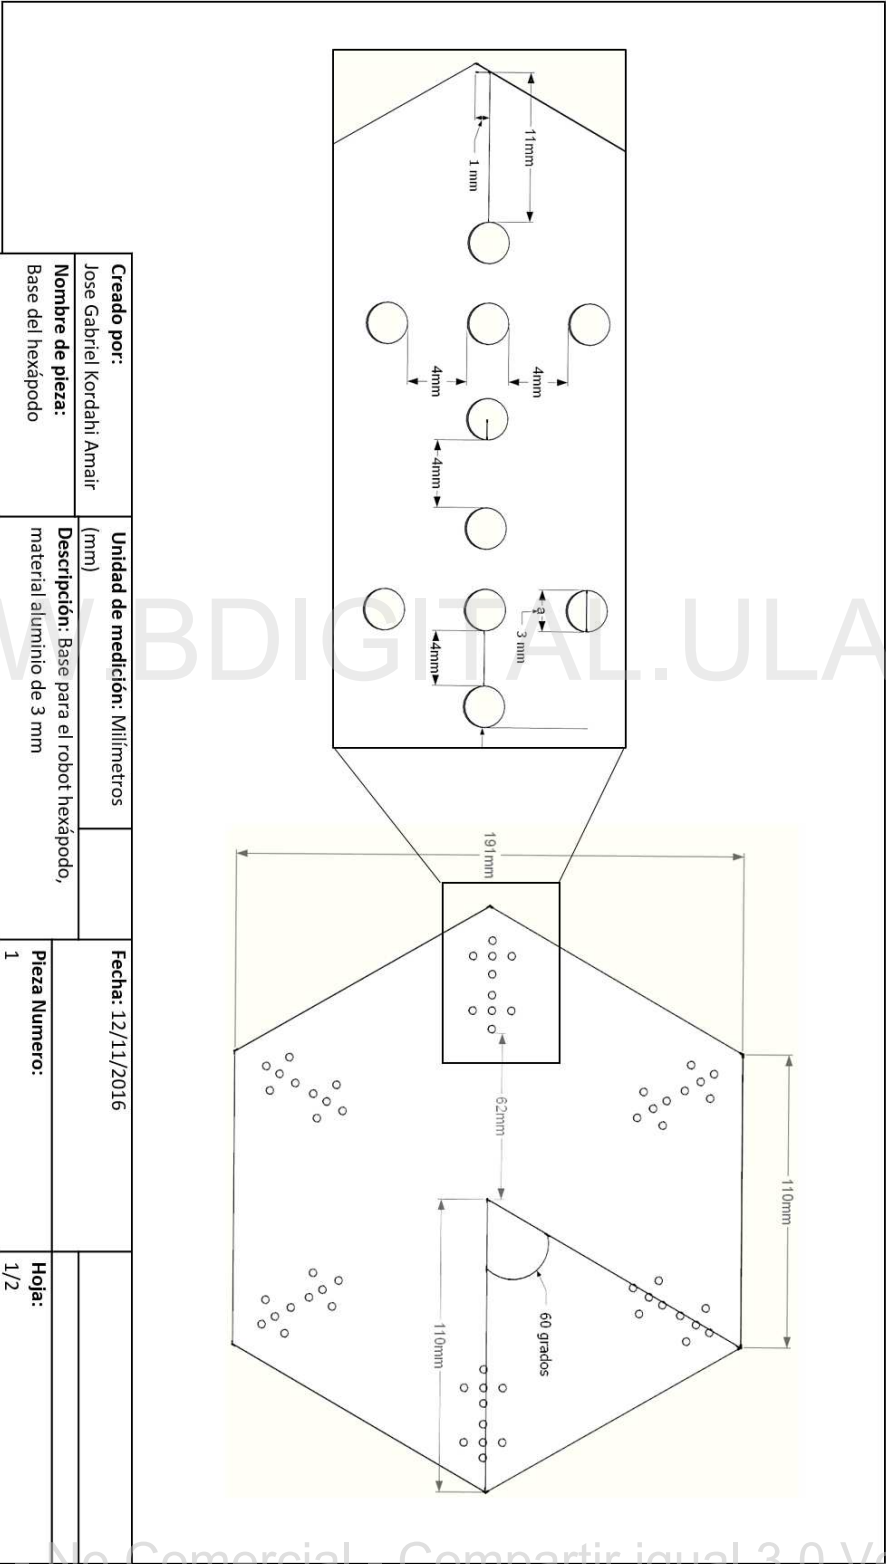 11mm
1 mm
4mm
4mm
4mm
a
3 mm
4mm
191mm
62mm
110mm
60 grados
110mm
Creado por:
Jose Gabriel Kordahi Amair
Unidad de medición: Milímetros
(mm)
Fecha: 12/11/2016
Nombre de pieza:
Base del hexápodo
Descripción: Base para el robot hexápodo,
material aluminio de 3 mm
Pieza Numero:
1
Hoja:
1/2
W.BDIGITAL.ULA
- No Comercial - Compartir igual 3.0 V